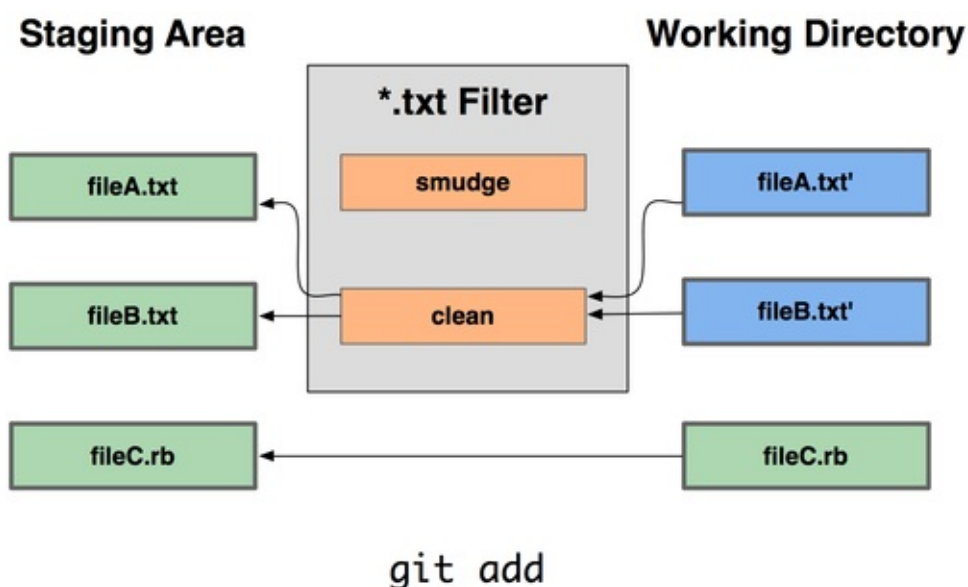 Staging Area
Working Directory
*.txt Filter
fileA.txt
smudge
fileA.txt'
fileB.txt
clean
fileB.txt'
fileC.rb
fileC.rb
git add